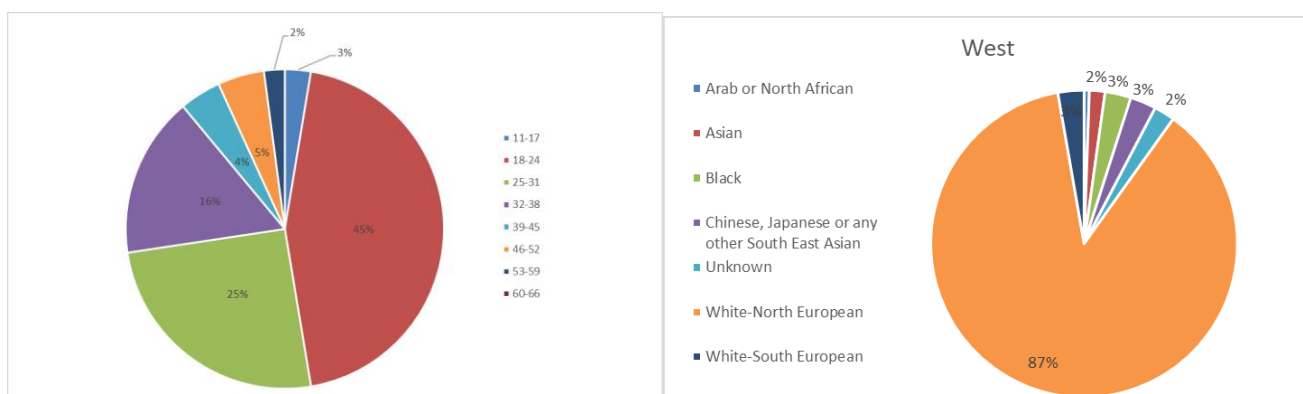 2%
3%
45%
25%
16%
4%
5%
11-17
18-24
25-31
32-38
39-45
46-52
53-59
60-66
West
Arab or North African
Asian
Black
Chinese, Japanese or any
other South East Asian
Unknown
White-North European
White-South European
3%
2%
3%
3%
2%
87%